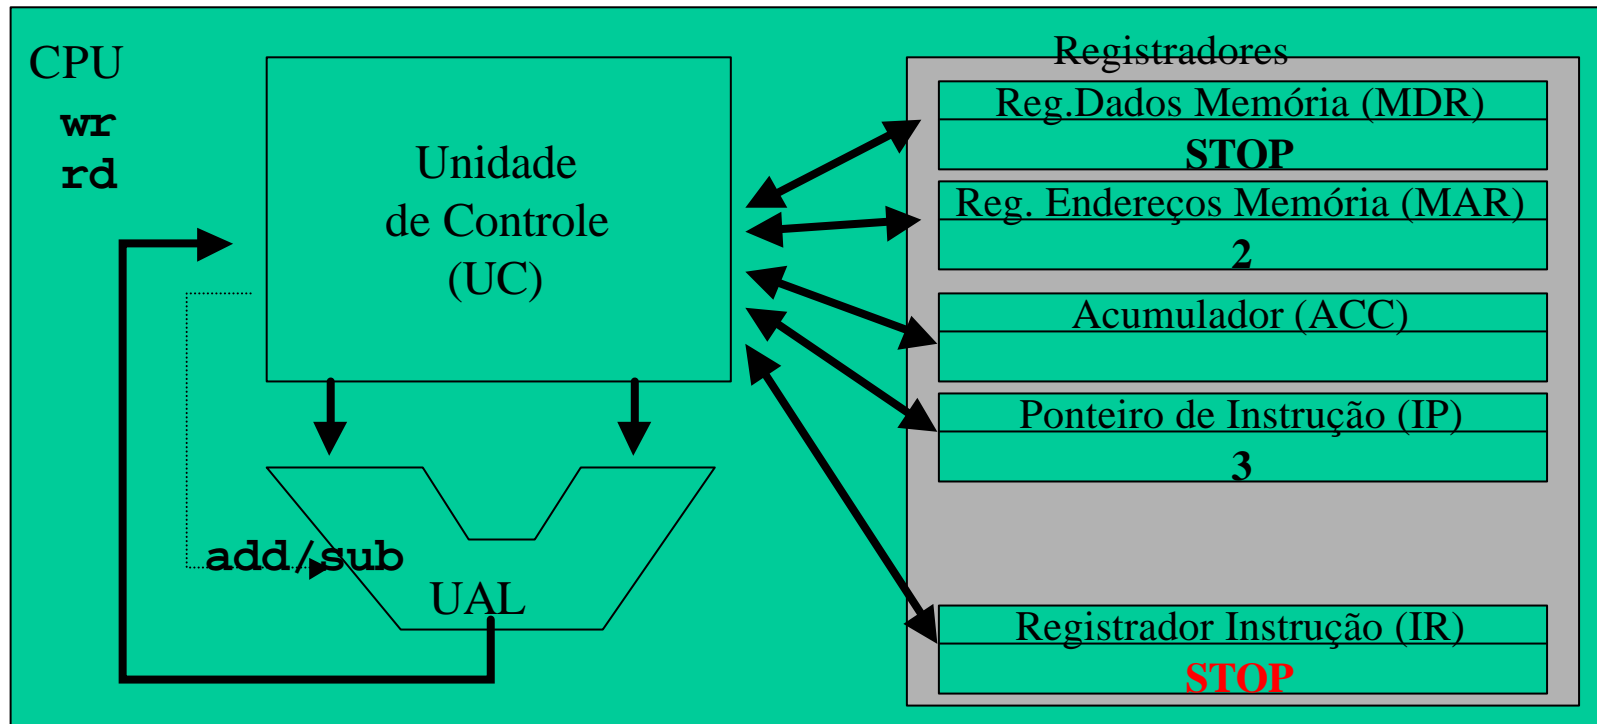 CPU
wr
rd
Unidade
de Controle
(UC)
add/sub
UAL
Registradores
Reg.Dados Memória (MDR)
STOP
Reg. Endereços Memória (MAR)
2
Acumulador (ACC)
Ponteiro de Instrução (IP)
3
Registrador Instrução (IR)
STOP